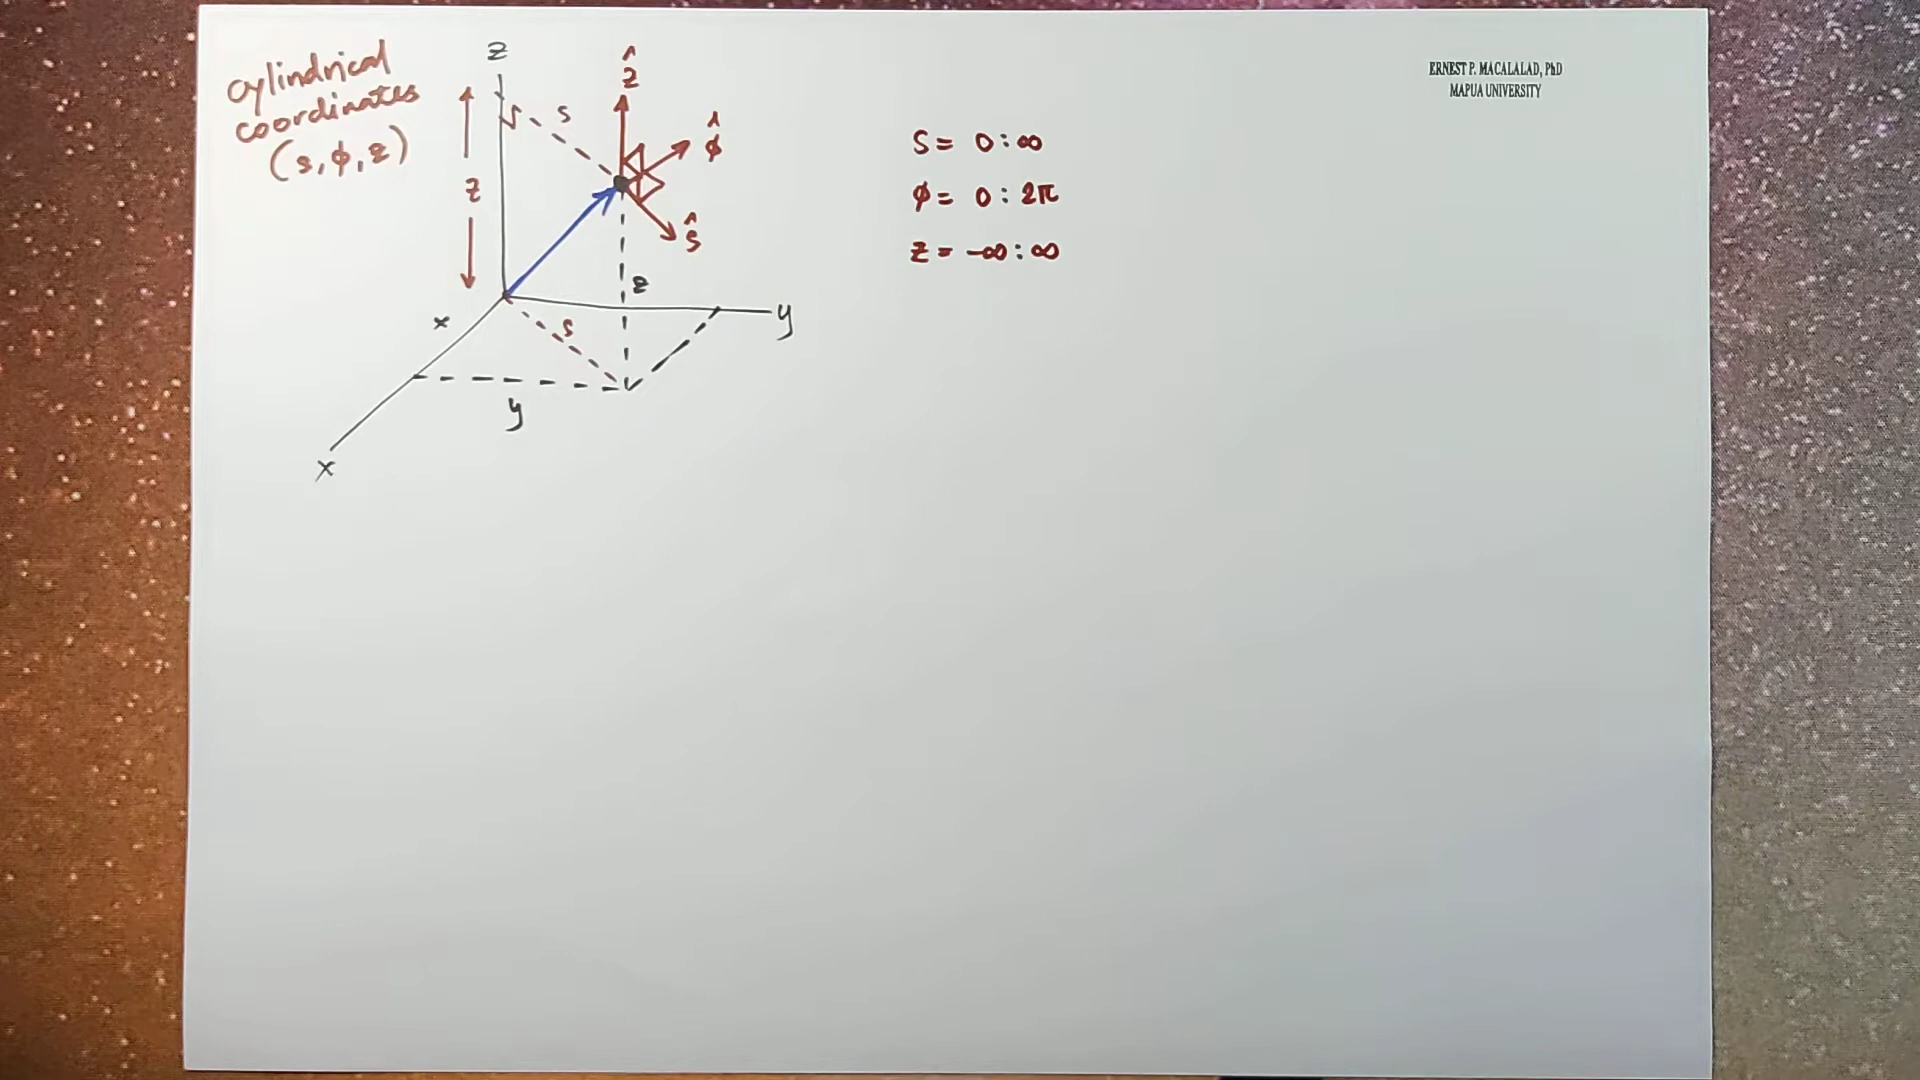 cylindrical
coordinates
(s, ϕ, z)
z
s
ẑ
ϕ̂
ŝ
z
z
x
s
y
y
x
S = 0 : ∞
ϕ = 0 : 2π
z = -∞ : ∞
ERNEST P. MACALALAD, PhD
MAPUA UNIVERSITY